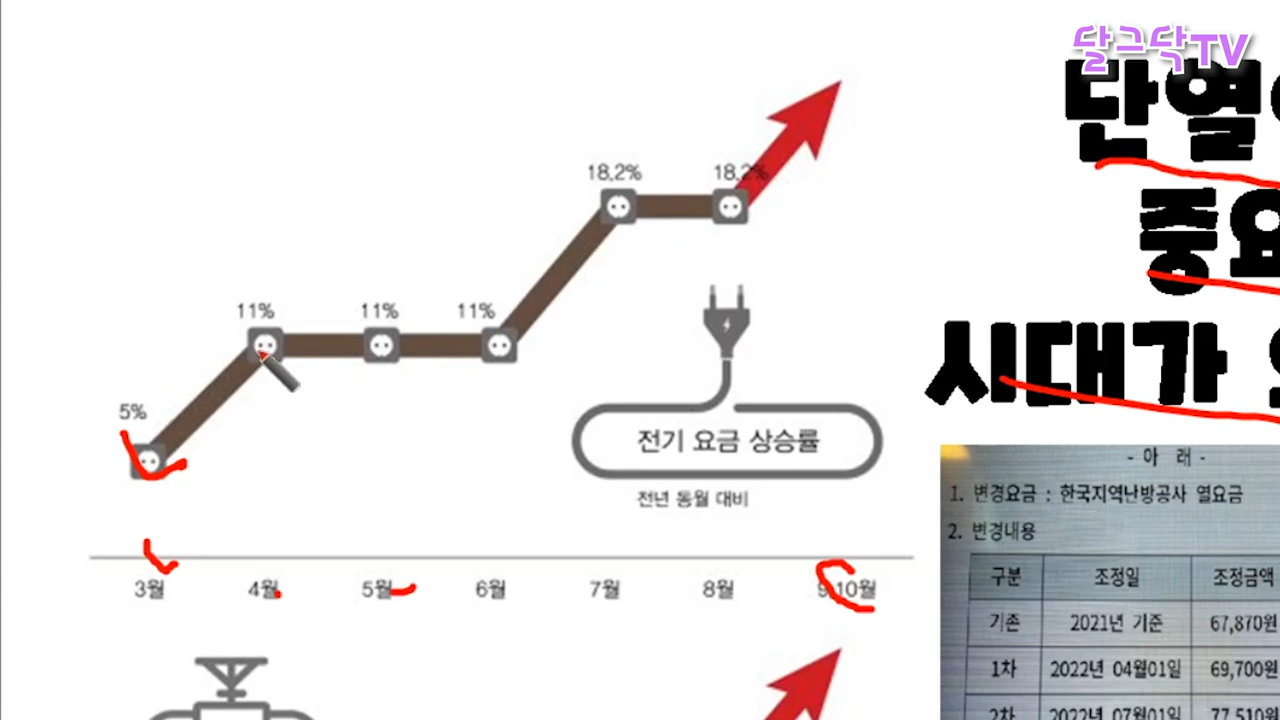 달그닥TV
단열
중요
시대가
18.2%
18.2%
11%
11%
11%
5%
전기 요금 상승률
전년 동월 대비
3월
4월
5월
6월
7월
8월
9,10월
- 아 래 -
1. 변경요금 : 한국지역난방공사 열요금
2. 변경내용
구분 조정일 조정금액
기존 2021년 기준 67,870원
1차 2022년 04월01일 69,700원
2차 2022년 07월01일 77,510원